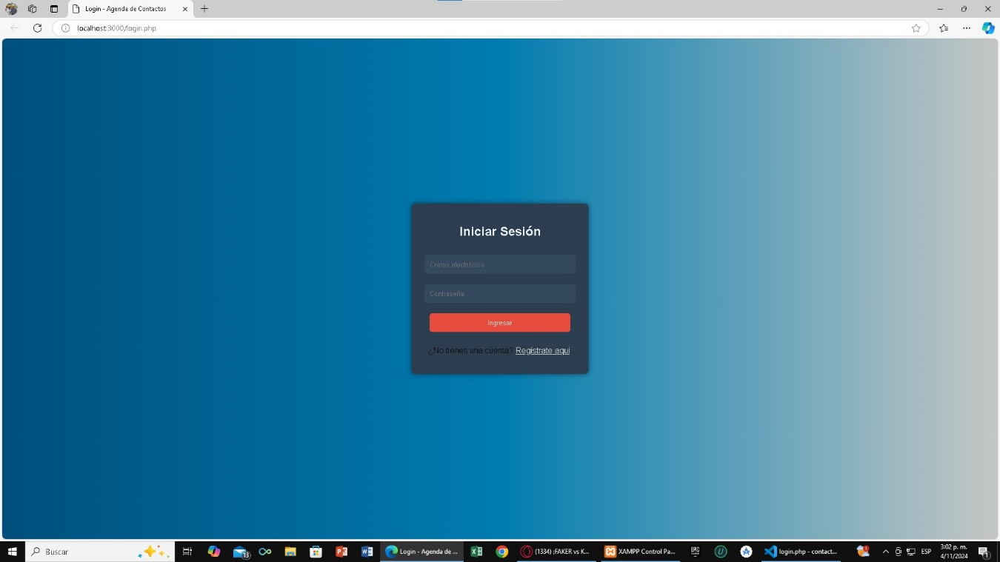 Login - Agenda de Contactos
localhost:3000/login.php
Iniciar Sesión
Correo electrónico
Contraseña
Ingresar
¿No tienes una cuenta? Regístrate aquí
Buscar
13
Login - Agenda de ...
(1334) ¡FAKER vs K...
XAMPP Control Pa...
EPIC
login.php - contact...
ESP
3:02 p. m.
4/11/2024
1